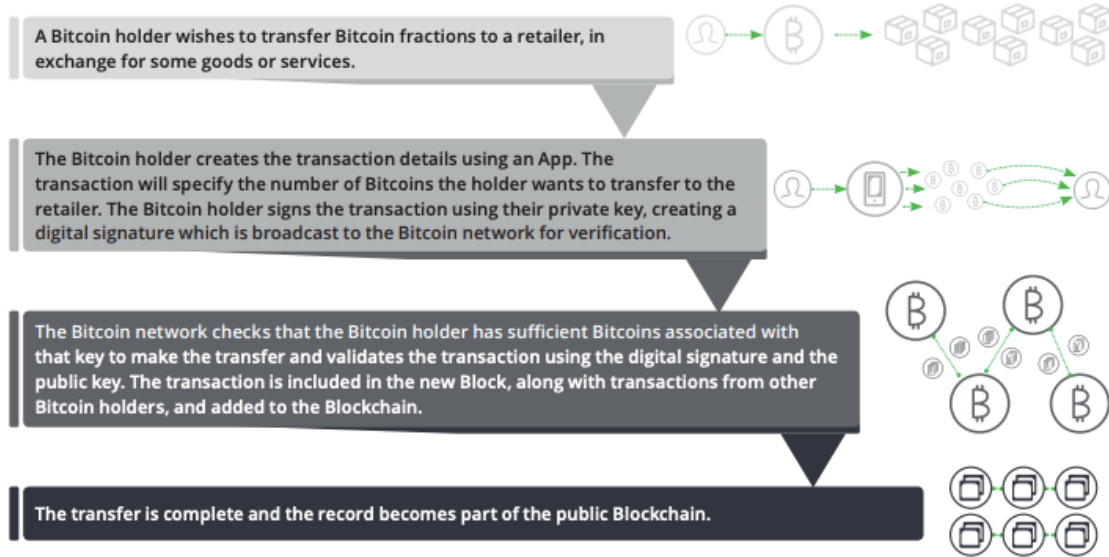 A Bitcoin holder wishes to transfer Bitcoin fractions to a retailer, in
exchange for some goods or services.
The Bitcoin holder creates the transaction details using an App. The
transaction will specify the number of Bitcoins the holder wants to transfer to the
retailer. The Bitcoin holder signs the transaction using their private key, creating a
digital signature which is broadcast to the Bitcoin network for verification.
The Bitcoin network checks that the Bitcoin holder has sufficient Bitcoins associated with
that key to make the transfer and validates the transaction using the digital signature and the
public key. The transaction is included in the new Block, along with transactions from other
Bitcoin holders, and added to the Blockchain.
The transfer is complete and the record becomes part of the public Blockchain.